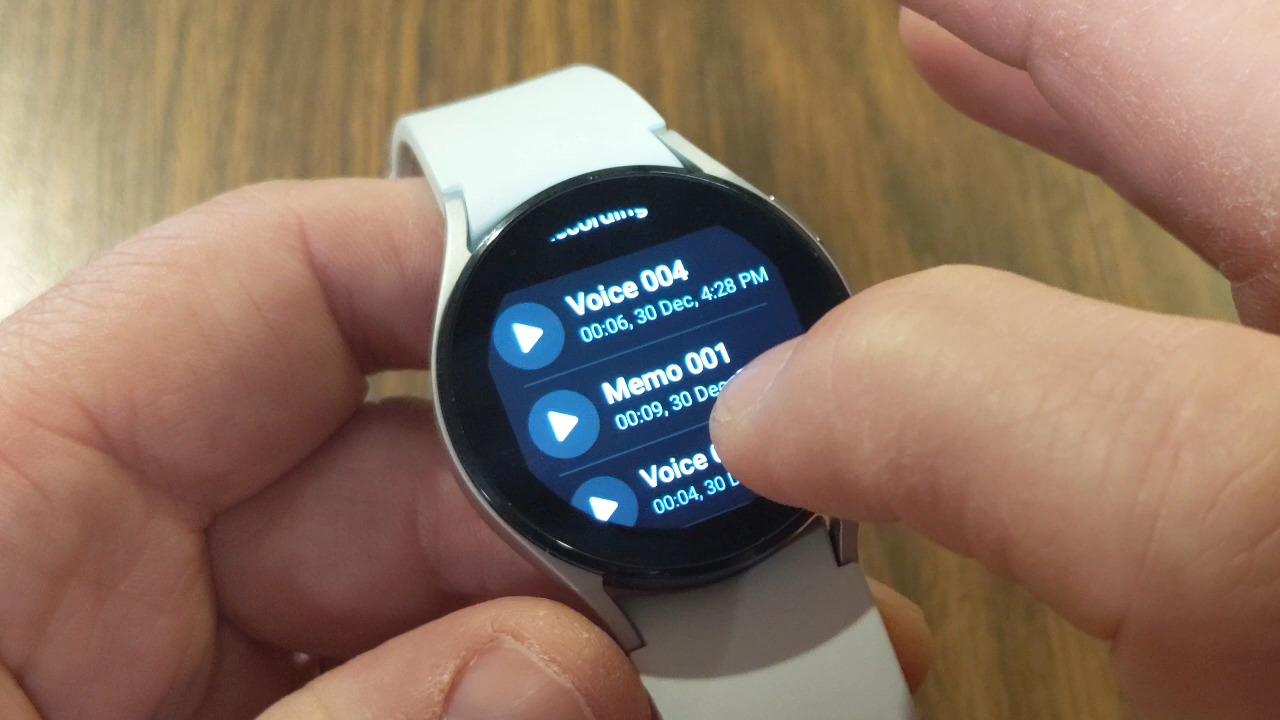 Voice 004
00:06, 30 Dec, 4:28 PM
Memo 001
00:09, 30 Dec
Voice
00:04, 30